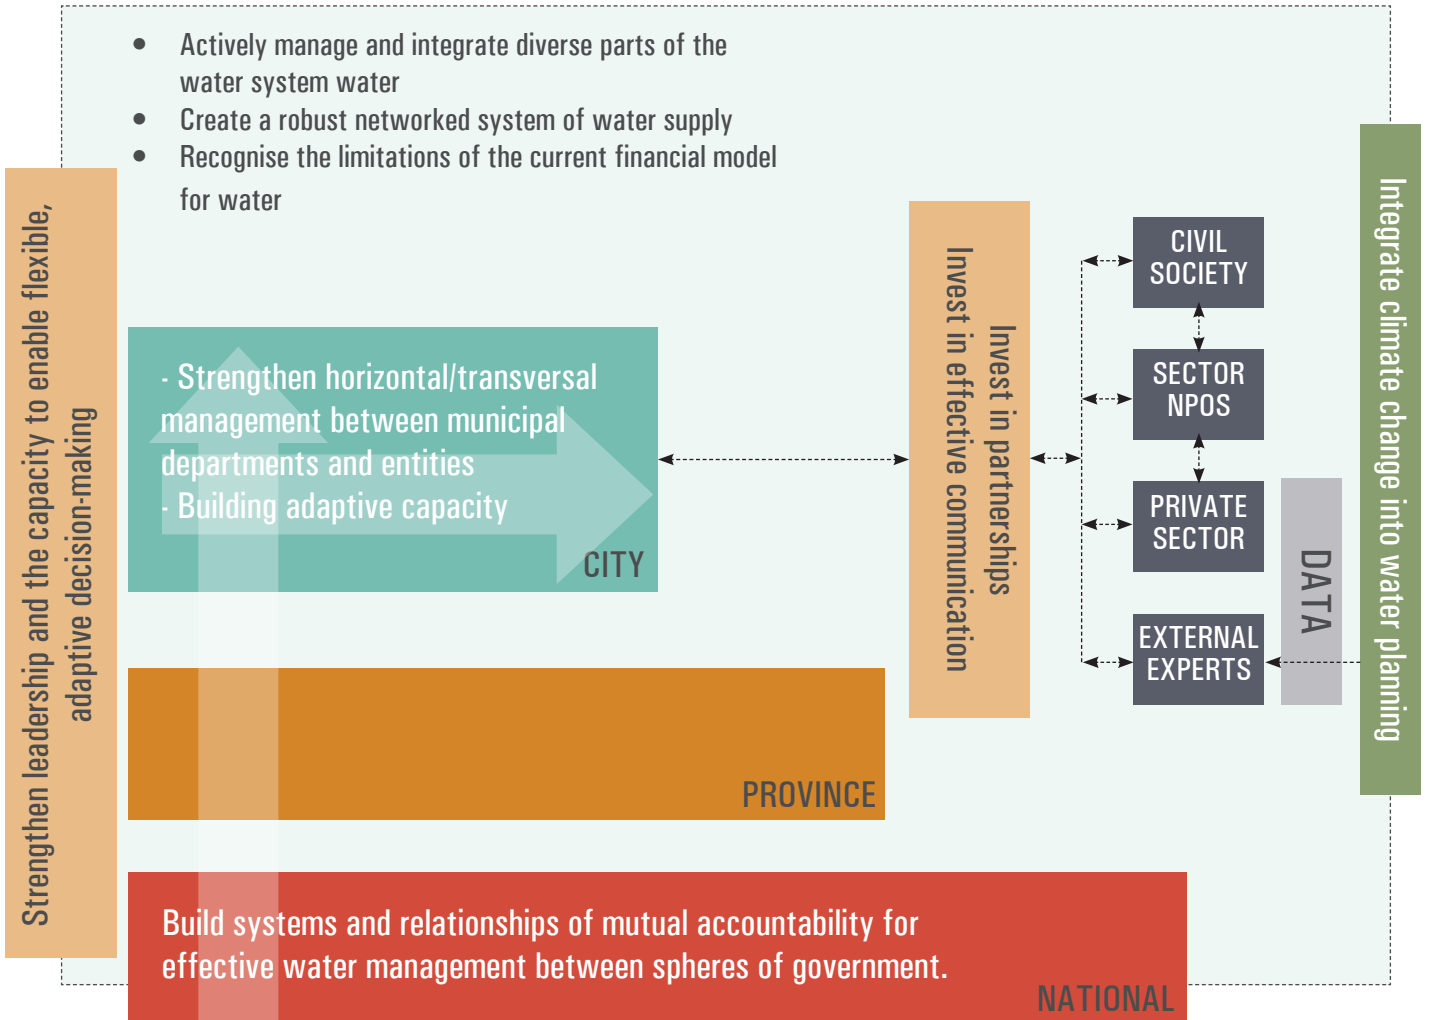 • Actively manage and integrate diverse parts of the
water system water
• Create a robust networked system of water supply
• Recognise the limitations of the current financial model
for water
Strengthen leadership and the capacity to enable flexible,
adaptive decision-making
- Strengthen horizontal/transversal
management between municipal
departments and entities
- Building adaptive capacity
CITY
Invest in partnerships
Invest in effective communication
CIVIL
SOCIETY
SECTOR
NPOS
PRIVATE
SECTOR
EXTERNAL
EXPERTS
DATA
Integrate climate change into water planning
PROVINCE
Build systems and relationships of mutual accountability for
effective water management between spheres of government.
NATIONAL